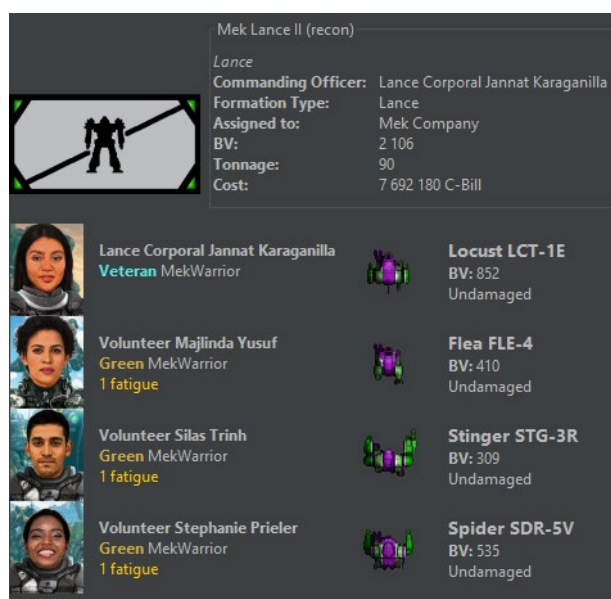 Mek Lance II (recon)
Lance
Commanding Officer: Lance Corporal Jannat Karaganilla
Formation Type: Lance
Assigned to: Mek Company
BV: 2 106
Tonnage: 90
Cost: 7 692 180 C-Bill
Lance Corporal Jannat Karaganilla
Veteran MekWarrior
Locust LCT-1E
BV: 852
Undamaged
Volunteer Majlinda Yusuf
Green MekWarrior
1 fatigue
Flea FLE-4
BV: 410
Undamaged
Volunteer Silas Trinh
Green MekWarrior
1 fatigue
Stinger STG-3R
BV: 309
Undamaged
Volunteer Stephanie Prieler
Green MekWarrior
1 fatigue
Spider SDR-5V
BV: 535
Undamaged